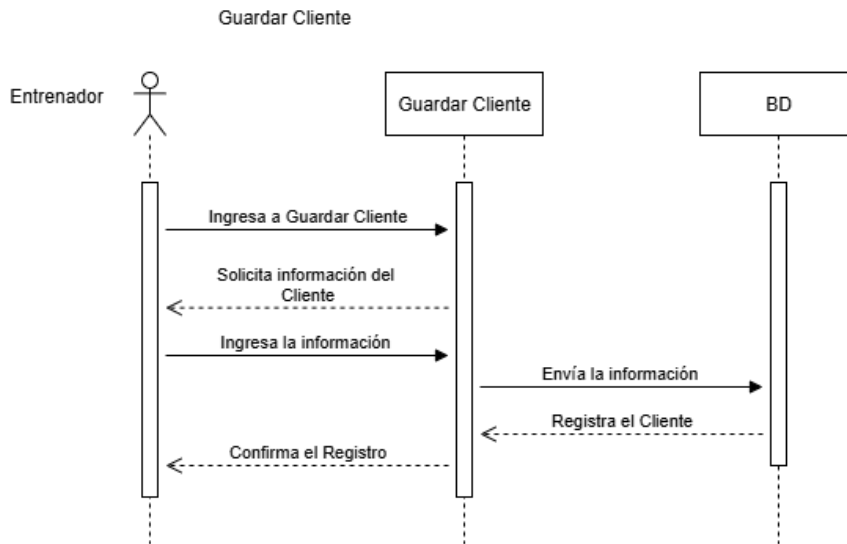 Guardar Cliente
Entrenador
Guardar Cliente
BD
Ingresa a Guardar Cliente
Solicita información del
Cliente
Ingresa la información
Envía la información
Registra el Cliente
Confirma el Registro